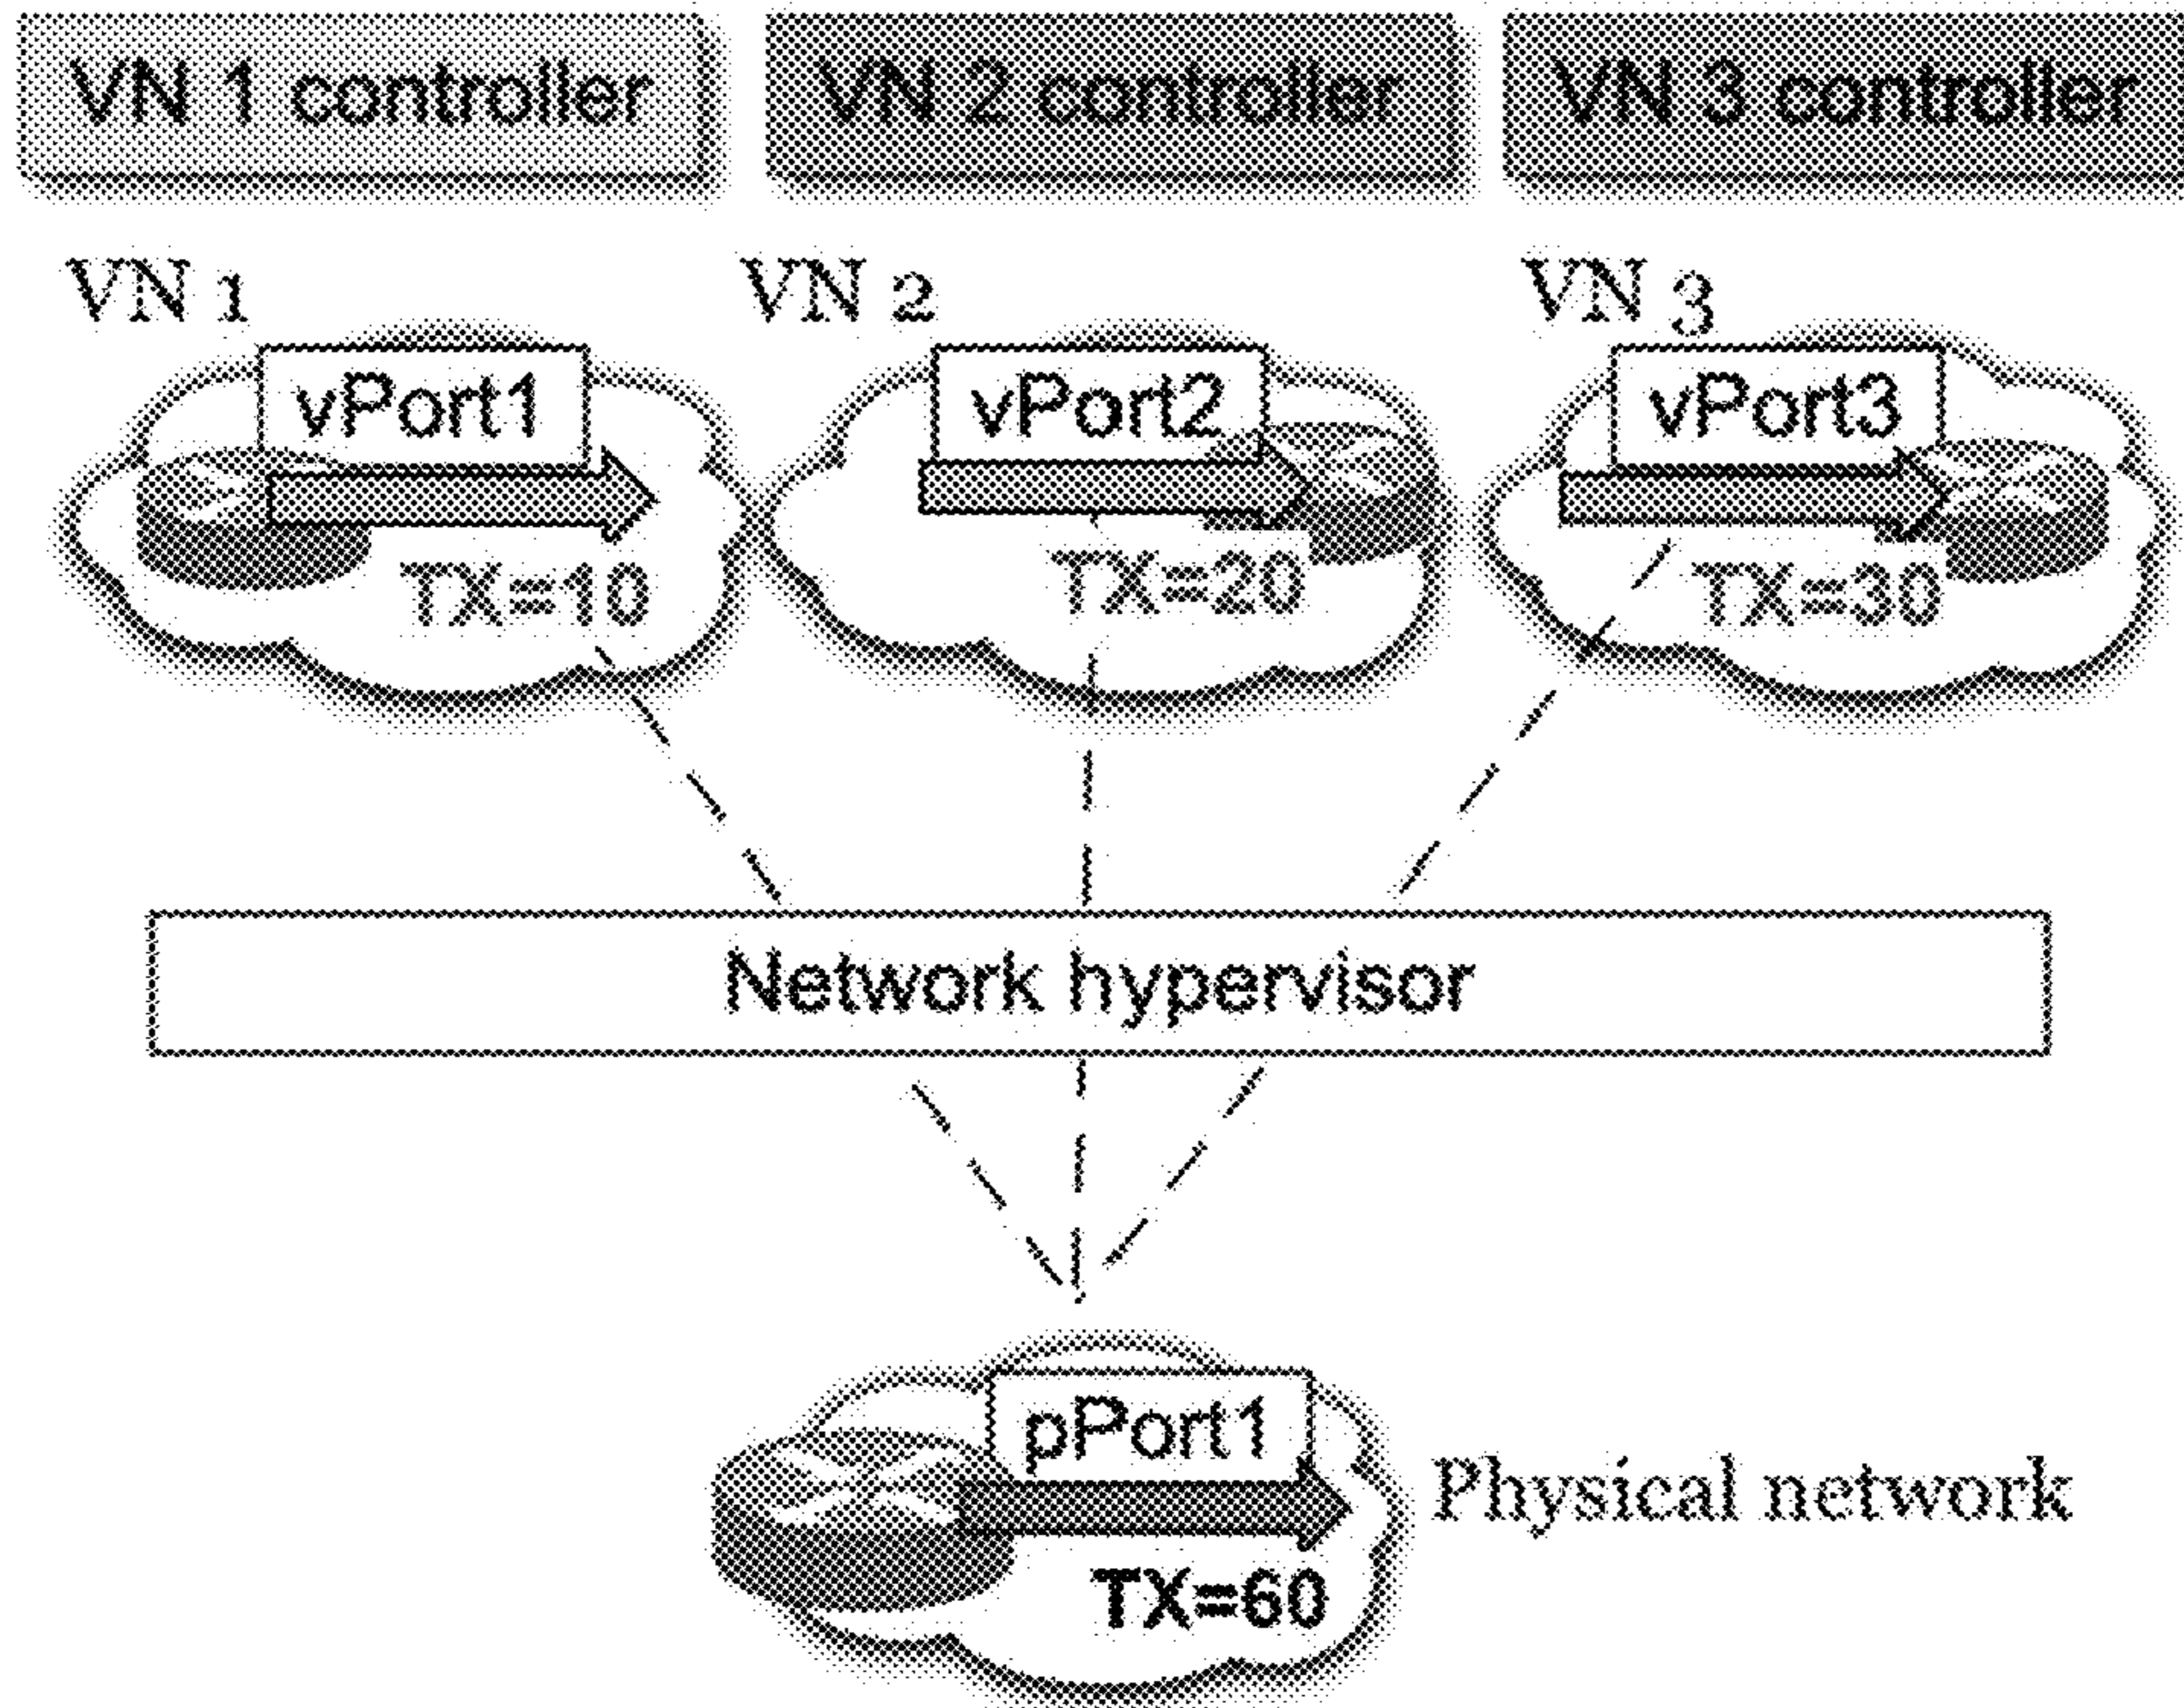 VN 1 controller
VN 2 controller
VN 3 controller
VN 1
VN 2
VN 3
vPort1
vPort2
vPort3
TX=10
TX=20
TX=30
Network hypervisor
pPort1
Physical network
TX=60